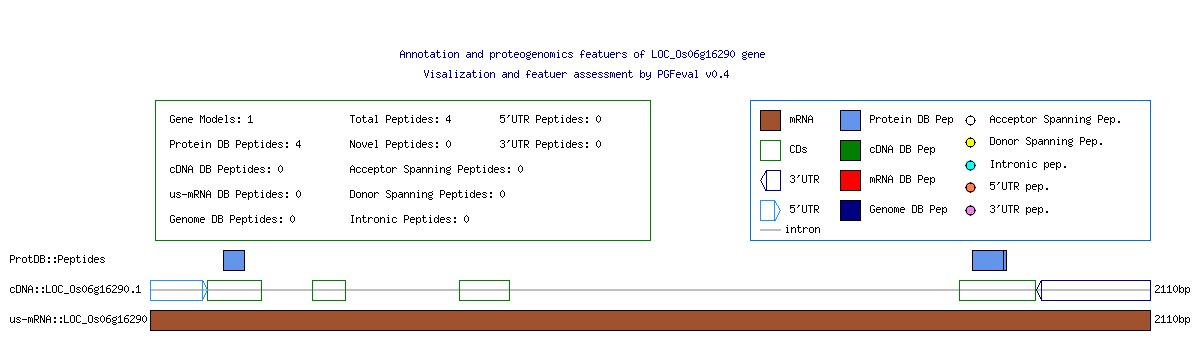 Annotation and proteogenomics featuers of LOC_Os06g16290 gene
Visalization and featuer assessment by PGFeval v0.4
Gene Models: 1 Total Peptides: 4 5'UTR Peptides: 0
Protein DB Peptides: 4 Novel Peptides: 0 3'UTR Peptides: 0
cDNA DB Peptides: 0 Acceptor Spanning Peptides: 0
us-mRNA DB Peptides: 0 Donor Spanning Peptides: 0
Genome DB Peptides: 0 Intronic Peptides: 0
mRNA Protein DB Pep Acceptor Spanning Pep.
CDs cDNA DB Pep Donor Spanning Pep.
3'UTR mRNA DB Pep Intronic pep.
5'UTR Genome DB Pep 5'UTR pep.
intron 3'UTR pep.
ProtDB::Peptides
cDNA::LOC_Os06g16290.1 2110bp
us-mRNA::LOC_Os06g16290 2110bp